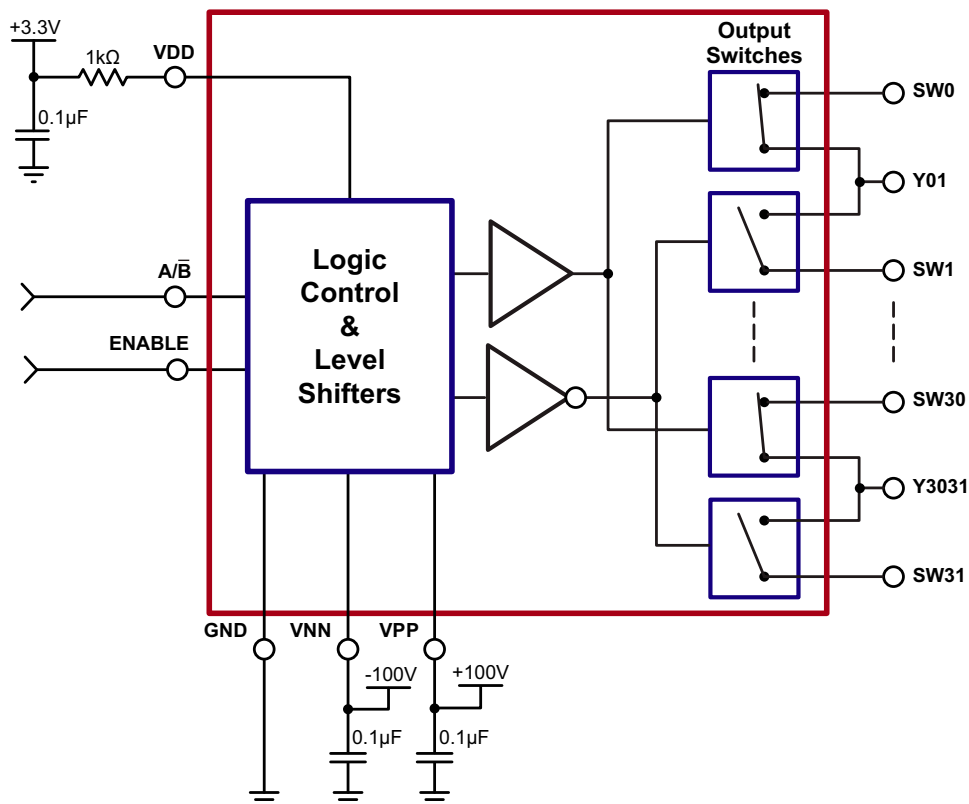 +3.3V
1kΩ
VDD
0.1µF
Output
Switches
SW0
Y01
SW1
A/B̅
ENABLE
Logic
Control
&
Level
Shifters
SW30
Y3031
SW31
GND
VNN
VPP
-100V
+100V
0.1µF
0.1µF